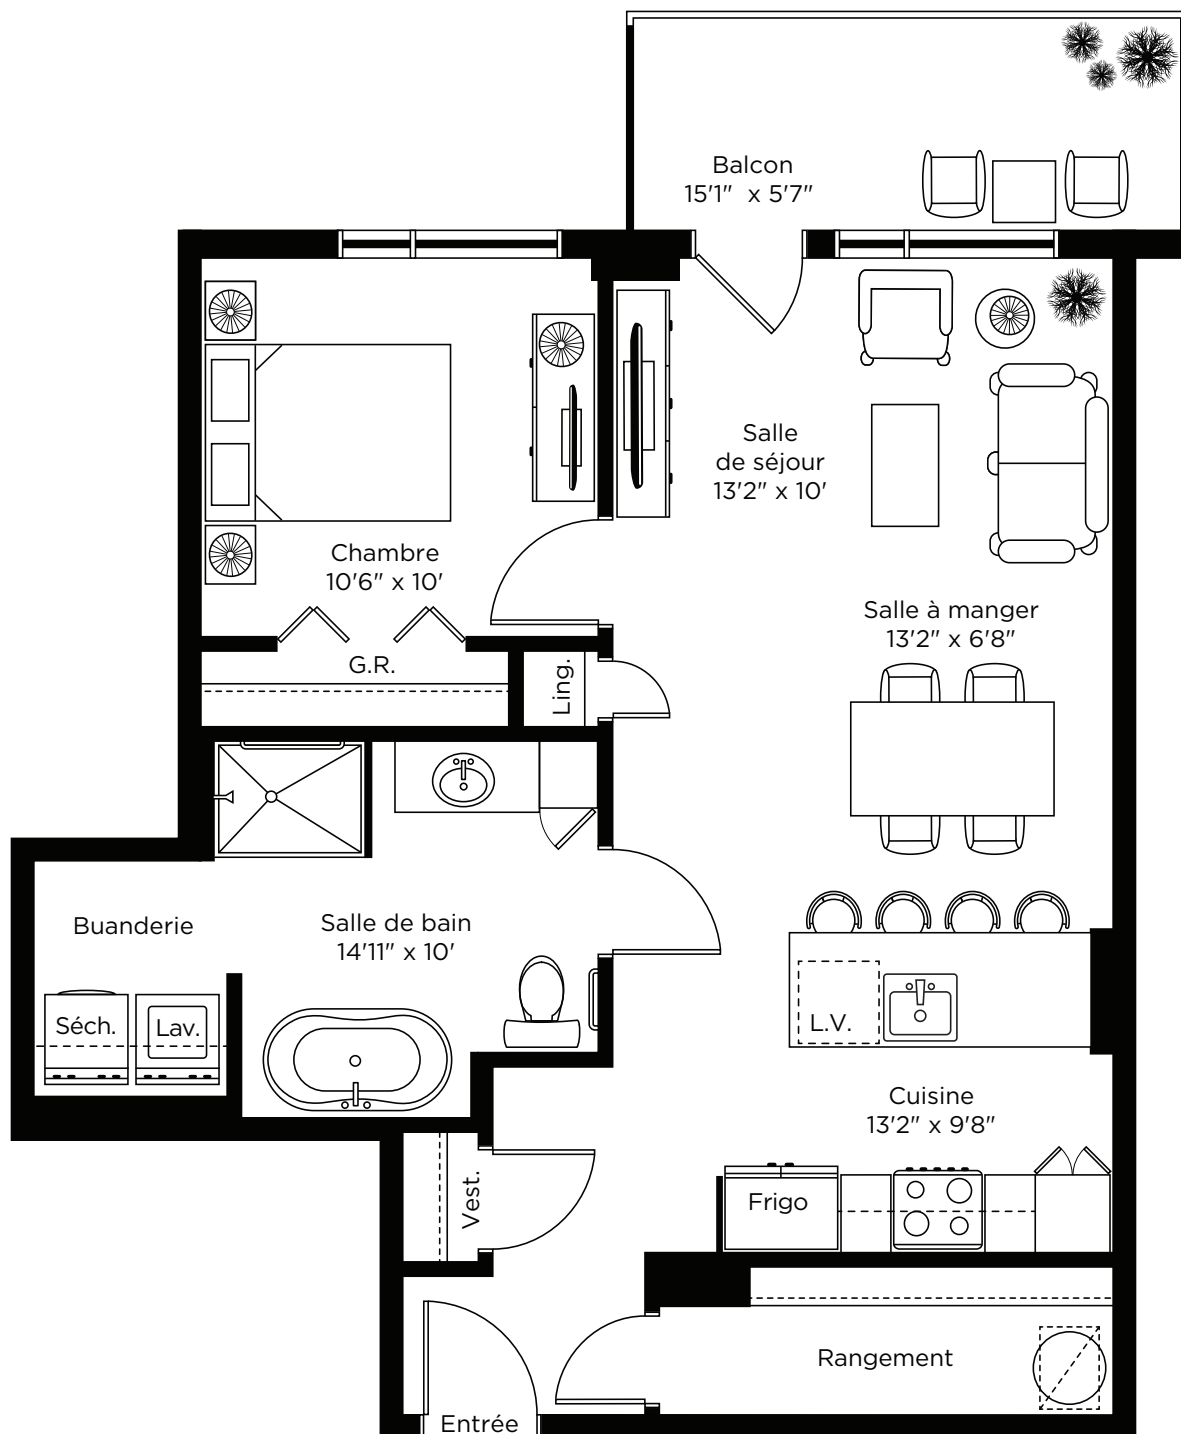 Balcon
15'1" x 5'7"
Salle
de séjour
13'2" x 10'
Chambre
10'6" x 10'
Salle à manger
13'2" x 6'8"
G.R.
Ling.
Buanderie
Salle de bain
14'11" x 10'
Séch.
Lav.
L.V.
Cuisine
13'2" x 9'8"
Vest.
Frigo
Rangement
Entrée